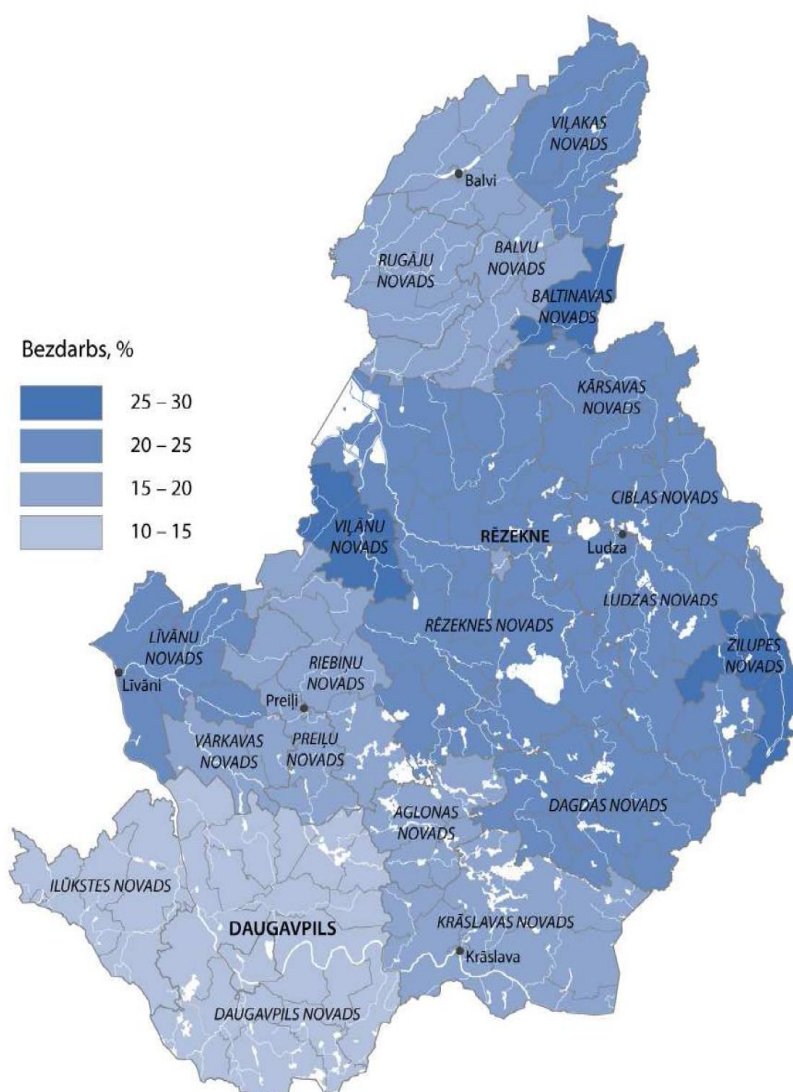 VIĻAKAS
NOVADS
Balvi
BALVU
NOVADS
RUGĀJU
NOVADS
BALTINAVAS
NOVADS
Bezdarbs, %
25 – 30
20 – 25
15 – 20
10 – 15
KĀRSAVAS
NOVADS
CIBLAS NOVADS
VIĻĀNU
NOVADS
RĒZEKNE
Ludza
LUDZAS NOVADS
RĒZEKNES NOVADS
ZILUPES
NOVADS
LĪVĀNU
NOVADS
Līvāni
RIEBIŅU
NOVADS
Preiļi
VĀRKAVAS
NOVADS
PREIĻU
NOVADS
AGLONAS
NOVADS
DAGDAS NOVADS
ILŪKSTES NOVADS
DAUGAVPILS
KRĀSLAVAS NOVADS
Krāslava
DAUGAVPILS NOVADS